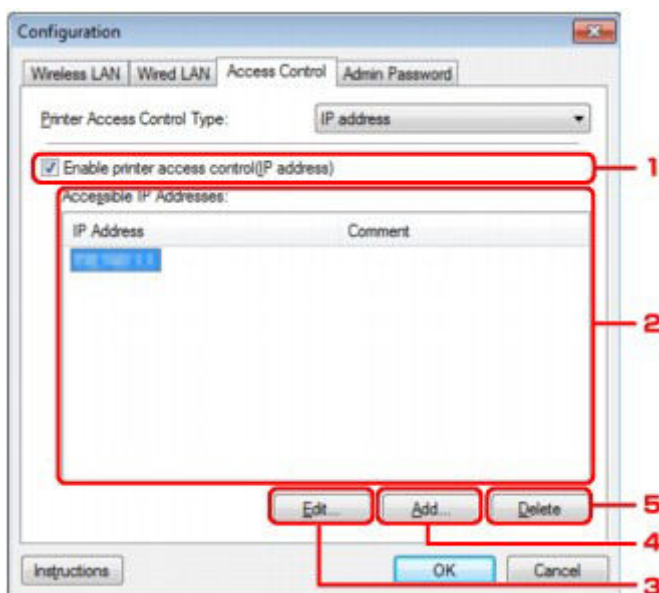 Configuration
Wireless LAN Wired LAN Access Control Admin Password
Printer Access Control Type: IP address
Enable printer access control(IP address) 1
Accessible IP Addresses:
IP Address Comment
2
Edit... Add... Delete 5
4
Instructions OK Cancel
3